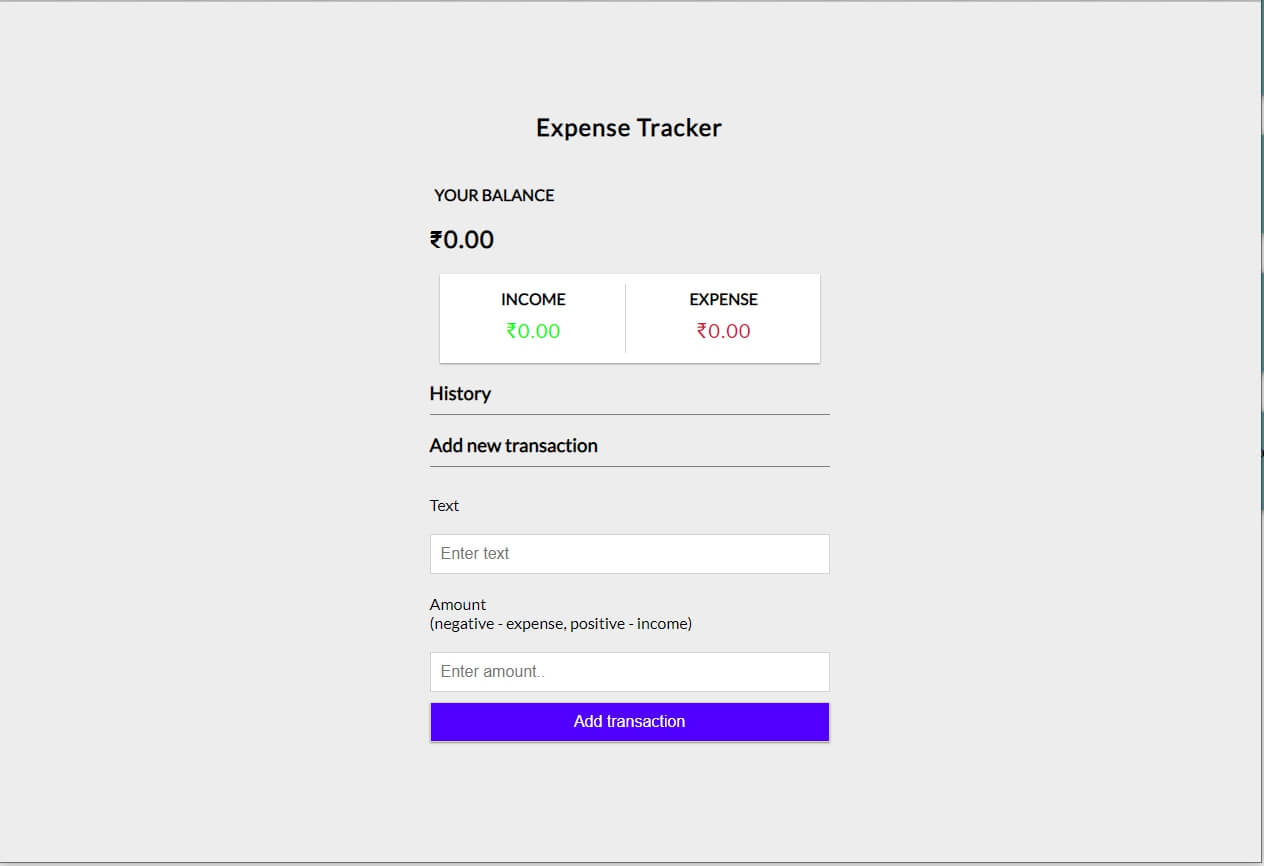 Expense Tracker
YOUR BALANCE
₹0.00
INCOME EXPENSE
₹0.00 ₹0.00
History
Add new transaction
Text
Enter text
Amount
(negative - expense, positive - income)
Enter amount..
Add transaction